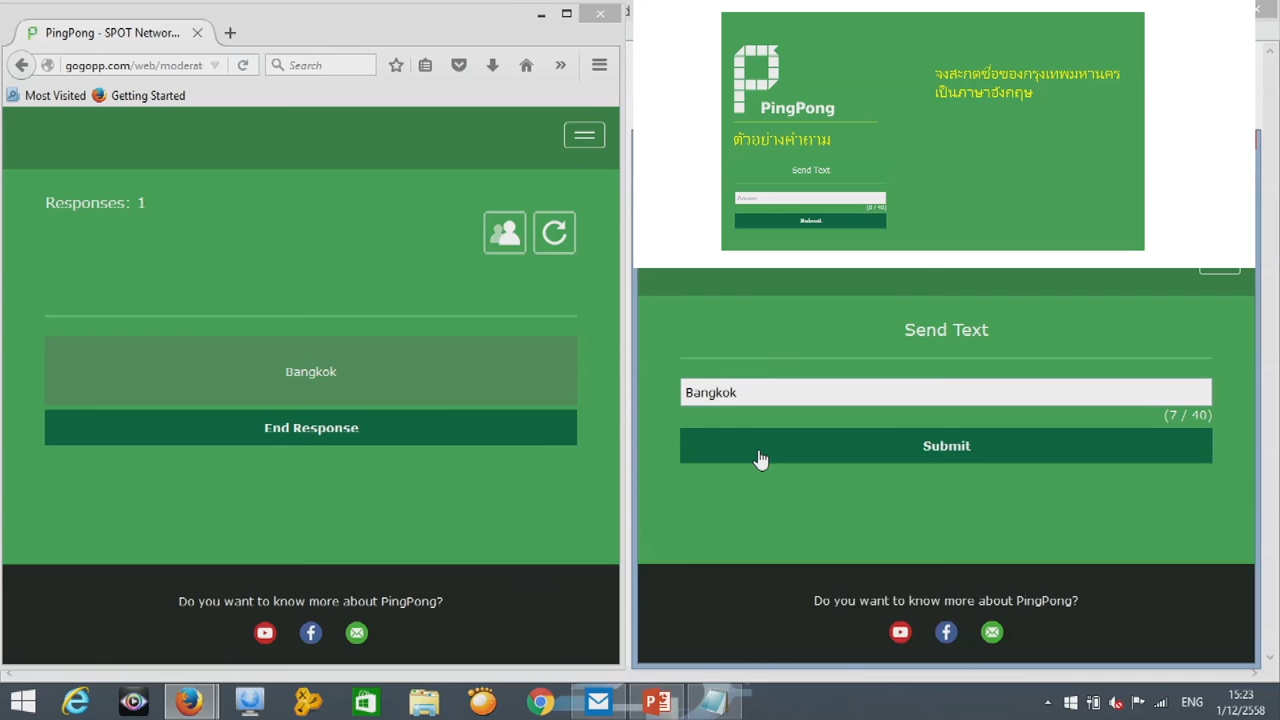 PingPong - SPOT Networ...
gogopp.com/web/moderat
Search
Most Visited
Getting Started
Responses: 1
Bangkok
End Response
Do you want to know more about PingPong?
PingPong
ตัวอย่างคำถาม
Send Text
Answer
(0 / 40)
Submit
จงสะกดชื่อของกรุงเทพมหานคร
เป็นภาษาอังกฤษ
Send Text
Bangkok
(7 / 40)
Submit
Do you want to know more about PingPong?
ENG
15:23
1/12/2558